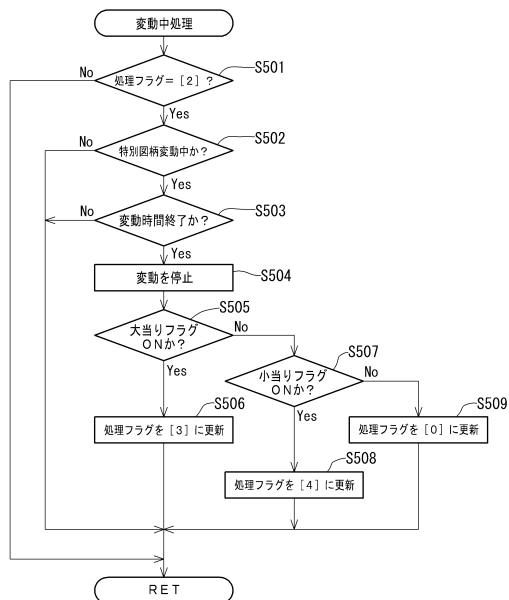 変動中処理
S501
No
処理フラグ=［２］？
Yes
S502
No
特別図柄変動中か？
Yes
S503
No
変動時間終了か？
Yes
変動を停止
S504
S505
大当りフラグ
ＯＮか？
No
Yes
S507
小当りフラグ
ＯＮか？
No
Yes
S506
処理フラグを［３］に更新
S509
処理フラグを［０］に更新
S508
処理フラグを［４］に更新
ＲＥＴ